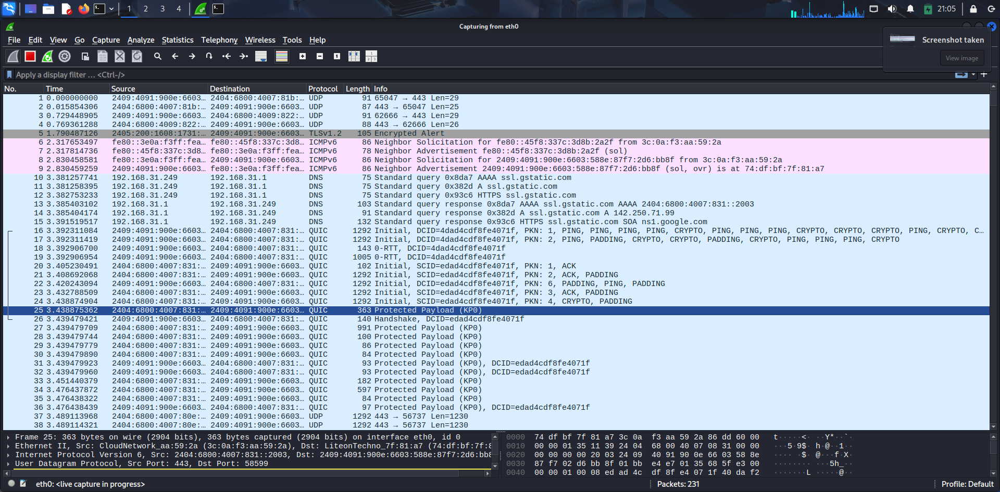 1 2 3 4 21:05
Capturing from eth0
File Edit View Go Capture Analyze Statistics Telephony Wireless Tools Help
Screenshot taken
View image
Apply a display filter … <Ctrl-/>
No. Time Source Destination Protocol Length Info
1 0.000000000 2409:4091:900e:6603… 2404:6800:4007:81b:… UDP 91 65047 → 443 Len=29
2 0.015854306 2404:6800:4007:81b:… 2409:4091:900e:6603… UDP 87 443 → 65047 Len=25
3 0.729448905 2409:4091:900e:6603… 2404:6800:4009:822:… UDP 91 62666 → 443 Len=29
4 0.769361288 2404:6800:4009:822:… 2409:4091:900e:6603… UDP 88 443 → 62666 Len=26
5 1.790487126 2405:200:1608:1731:… 2409:4091:900e:6603… TLSv1.2 105 Encrypted Alert
6 2.317653497 fe80::3e0a:f3ff:fea… fe80::45f8:337c:3d8… ICMPv6 86 Neighbor Solicitation for fe80::45f8:337c:3d8b:2a2f from 3c:0a:f3:aa:59:2a
7 2.317814736 fe80::45f8:337c:3d8… fe80::3e0a:f3ff:fea… ICMPv6 78 Neighbor Advertisement fe80::45f8:337c:3d8b:2a2f (sol)
8 2.830458581 fe80::3e0a:f3ff:fea… 2409:4091:900e:6603… ICMPv6 86 Neighbor Solicitation for 2409:4091:900e:6603:588e:87f7:2d6:bb8f from 3c:0a:f3:aa:59:2a
9 2.830459259 2409:4091:900e:6603… fe80::3e0a:f3ff:fea… ICMPv6 86 Neighbor Advertisement 2409:4091:900e:6603:588e:87f7:2d6:bb8f (sol, ovr) is at 74:df:bf:7f:81:a7
10 3.381257741 192.168.31.249 192.168.31.1 DNS 75 Standard query 0x8da7 AAAA ssl.gstatic.com
11 3.381258395 192.168.31.249 192.168.31.1 DNS 75 Standard query 0x382d A ssl.gstatic.com
12 3.382753233 192.168.31.249 192.168.31.1 DNS 75 Standard query 0x93c6 HTTPS ssl.gstatic.com
13 3.385403102 192.168.31.1 192.168.31.249 DNS 103 Standard query response 0x8da7 AAAA ssl.gstatic.com AAAA 2404:6800:4007:831::2003
14 3.385404174 192.168.31.1 192.168.31.249 DNS 91 Standard query response 0x382d A ssl.gstatic.com A 142.250.71.99
15 3.391519517 192.168.31.1 192.168.31.249 DNS 132 Standard query response 0x93c6 HTTPS ssl.gstatic.com SOA ns1.google.com
16 3.392311084 2409:4091:900e:6603… 2404:6800:4007:831:… QUIC 1292 Initial, DCID=4dad4cdf8fe4071f, PKN: 1, PING, PING, PING, PING, CRYPTO, PING, PING, PING, CRYPTO, CRYPTO, CRYPTO, PING, CRYPTO, C…
17 3.392311419 2409:4091:900e:6603… 2404:6800:4007:831:… QUIC 1292 Initial, DCID=4dad4cdf8fe4071f, PKN: 2, PING, PADDING, CRYPTO, CRYPTO, PADDING, CRYPTO, PING, PING, PING, CRYPTO
18 3.392906700 2409:4091:900e:6603… 2404:6800:4007:831:… QUIC 143 0-RTT, DCID=4dad4cdf8fe4071f
19 3.392906954 2409:4091:900e:6603… 2404:6800:4007:831:… QUIC 1005 0-RTT, DCID=4dad4cdf8fe4071f
20 3.405230491 2404:6800:4007:831:… 2409:4091:900e:6603… QUIC 102 Initial, SCID=edad4cdf8fe4071f, PKN: 1, ACK
21 3.408692068 2404:6800:4007:831:… 2409:4091:900e:6603… QUIC 1292 Initial, SCID=edad4cdf8fe4071f, PKN: 2, ACK, PADDING
22 3.420243094 2409:4091:900e:6603… 2404:6800:4007:831:… QUIC 1292 Initial, DCID=edad4cdf8fe4071f, PKN: 6, PADDING, PING, PADDING
23 3.432788509 2404:6800:4007:831:… 2409:4091:900e:6603… QUIC 1292 Initial, SCID=edad4cdf8fe4071f, PKN: 3, ACK, PADDING
24 3.438874904 2404:6800:4007:831:… 2409:4091:900e:6603… QUIC 1292 Initial, SCID=edad4cdf8fe4071f, PKN: 4, CRYPTO, PADDING
25 3.438875362 2404:6800:4007:831:… 2409:4091:900e:6603… QUIC 363 Protected Payload (KP0)
26 3.439479421 2409:4091:900e:6603… 2404:6800:4007:831:… QUIC 140 Handshake, DCID=edad4cdf8fe4071f
27 3.439479709 2404:6800:4007:831:… 2409:4091:900e:6603… QUIC 991 Protected Payload (KP0)
28 3.439479744 2404:6800:4007:831:… 2409:4091:900e:6603… QUIC 100 Protected Payload (KP0)
29 3.439479779 2404:6800:4007:831:… 2409:4091:900e:6603… QUIC 86 Protected Payload (KP0)
30 3.439479890 2404:6800:4007:831:… 2409:4091:900e:6603… QUIC 84 Protected Payload (KP0)
31 3.439479923 2409:4091:900e:6603… 2404:6800:4007:831:… QUIC 93 Protected Payload (KP0), DCID=edad4cdf8fe4071f
32 3.439479960 2409:4091:900e:6603… 2404:6800:4007:831:… QUIC 93 Protected Payload (KP0), DCID=edad4cdf8fe4071f
33 3.451440379 2404:6800:4007:831:… 2409:4091:900e:6603… QUIC 182 Protected Payload (KP0)
34 3.476437872 2404:6800:4007:831:… 2409:4091:900e:6603… QUIC 597 Protected Payload (KP0)
35 3.476438322 2404:6800:4007:831:… 2409:4091:900e:6603… QUIC 84 Protected Payload (KP0)
36 3.476438439 2409:4091:900e:6603… 2404:6800:4007:831:… QUIC 97 Protected Payload (KP0), DCID=edad4cdf8fe4071f
37 3.489113968 2404:6800:4007:80e:… 2409:4091:900e:6603… UDP 1292 443 → 56737 Len=1230
38 3.489114321 2404:6800:4007:80e:… 2409:4091:900e:6603… UDP 1292 443 → 56737 Len=1230
Frame 25: 363 bytes on wire (2904 bits), 363 bytes captured (2904 bits) on interface eth0, id 0
Ethernet II, Src: CloudNetwork_aa:59:2a (3c:0a:f3:aa:59:2a), Dst: LiteonTechno_7f:81:a7 (74:df:bf:7f:8
Internet Protocol Version 6, Src: 2404:6800:4007:831::2003, Dst: 2409:4091:900e:6603:588e:87f7:2d6:bb8
User Datagram Protocol, Src Port: 443, Dst Port: 58599
0000 74 df bf 7f 81 a7 3c 0a f3 aa 59 2a 86 dd 60 00 t·····<· ··Y*··`·
0010 00 00 01 35 11 39 24 04 68 00 40 07 08 31 00 00 ···5·9$· h·@··1··
0020 00 00 00 00 20 03 24 09 40 91 90 0e 66 03 58 8e ···· ·$· @···f·X·
0030 87 f7 02 d6 bb 8f 01 bb e4 e7 01 35 68 5f e3 00 ········ ···5h_··
0040 00 00 01 00 08 ed ad 4c df 8f e4 07 1f 40 da f2 ·······L ·····@··
eth0: <live capture in progress> Packets: 231 Profile: Default